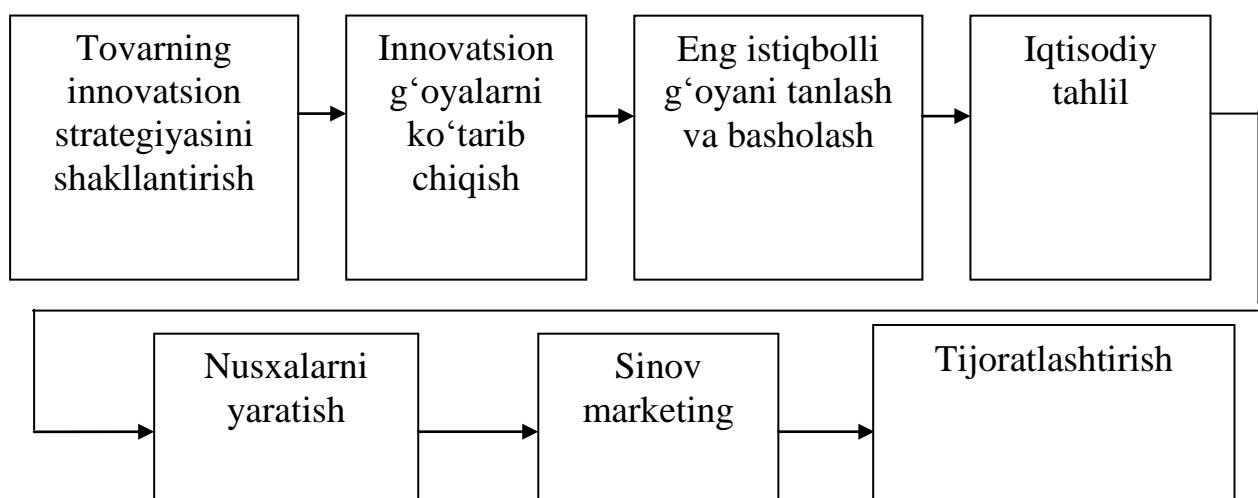 Tovarning
innovatsion
strategiyasini
shakllantirish
Innovatsion
g‘oyalarni
ko‘tarib
chiqish
Eng istiqbolli
g‘oyani tanlash
va basholash
Iqtisodiy
tahlil
Nusxalarni
yaratish
Sinov
marketing
Tijoratlashtirish